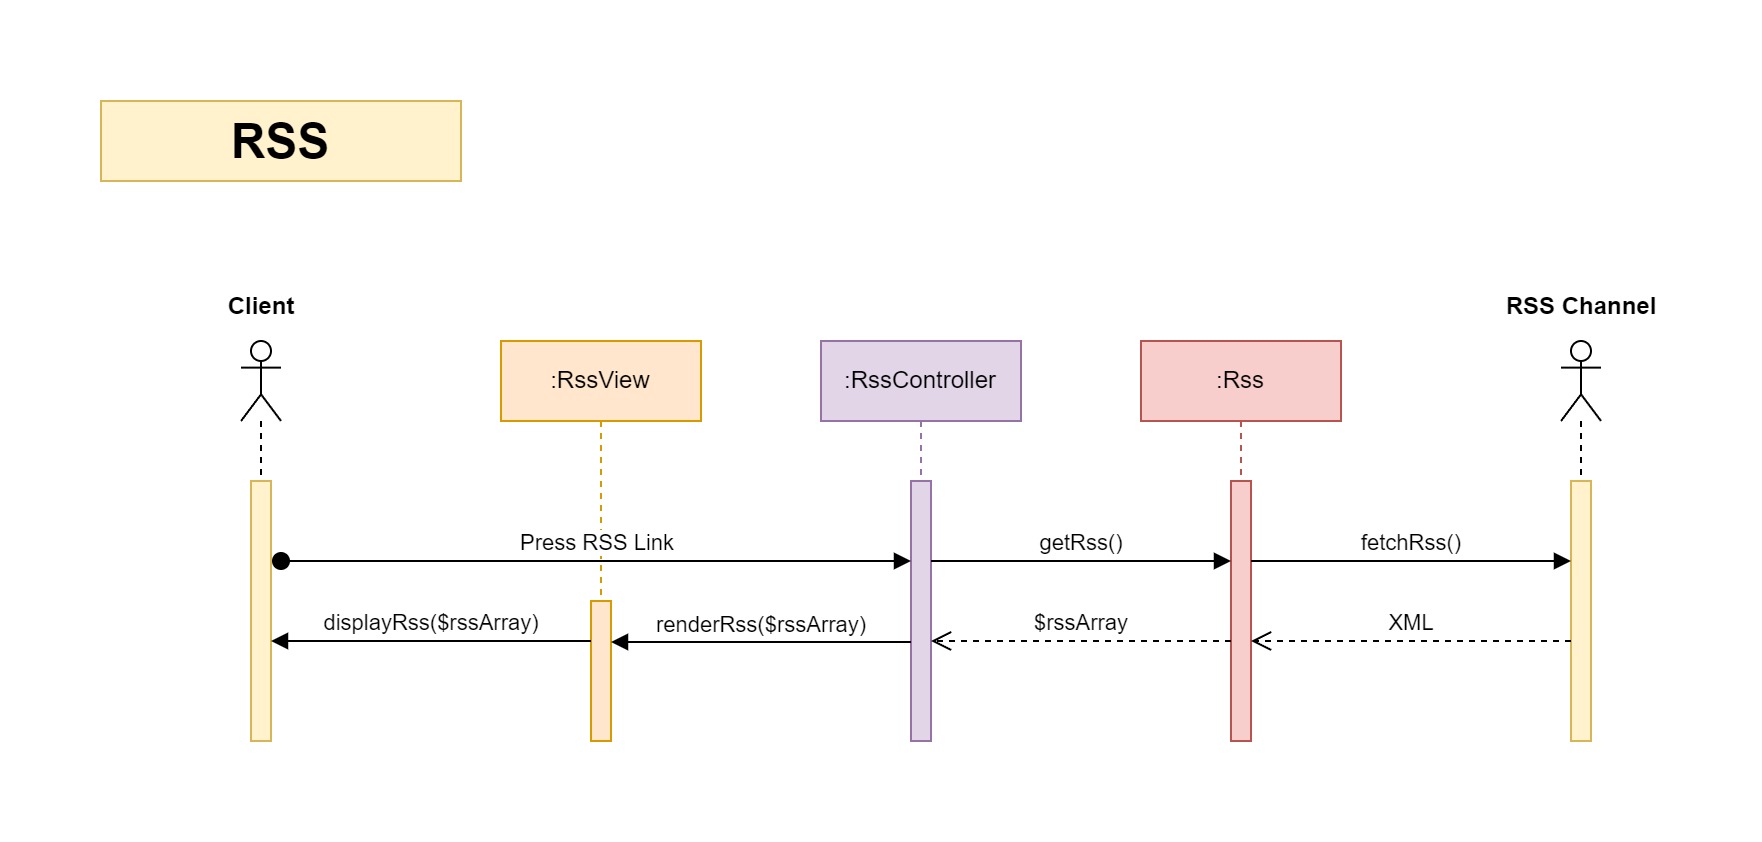 RSS
Client
RSS Channel
:RssView
:RssController
:Rss
Press RSS Link
getRss()
fetchRss()
displayRss($rssArray)
renderRss($rssArray)
$rssArray
XML